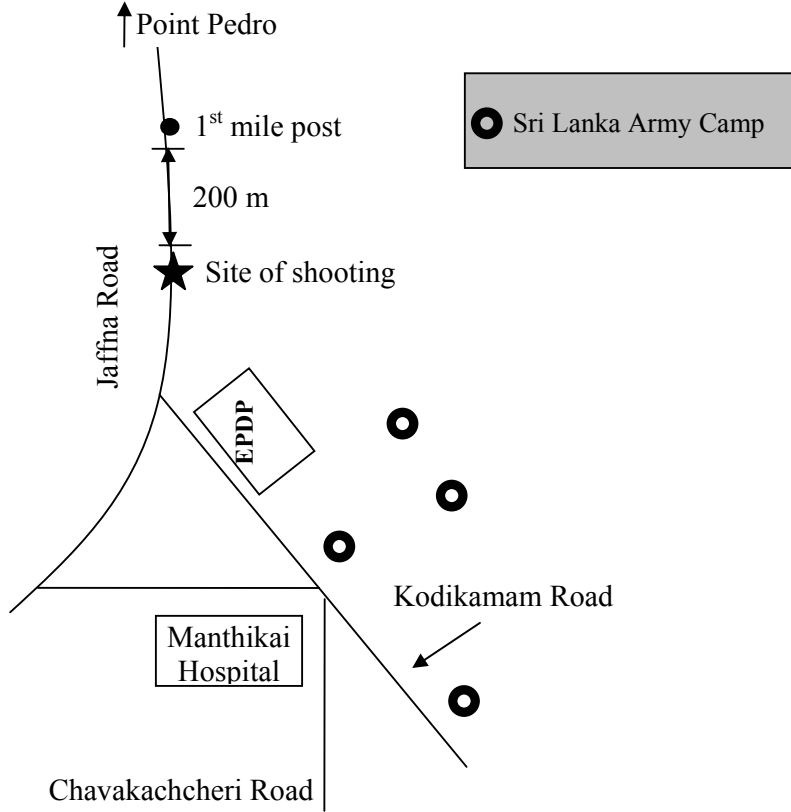 Point Pedro
1st mile post
Sri Lanka Army Camp
200 m
Jaffna Road
Site of shooting
EPDP
Kodikamam Road
Manthikai
Hospital
Chavakachcheri Road